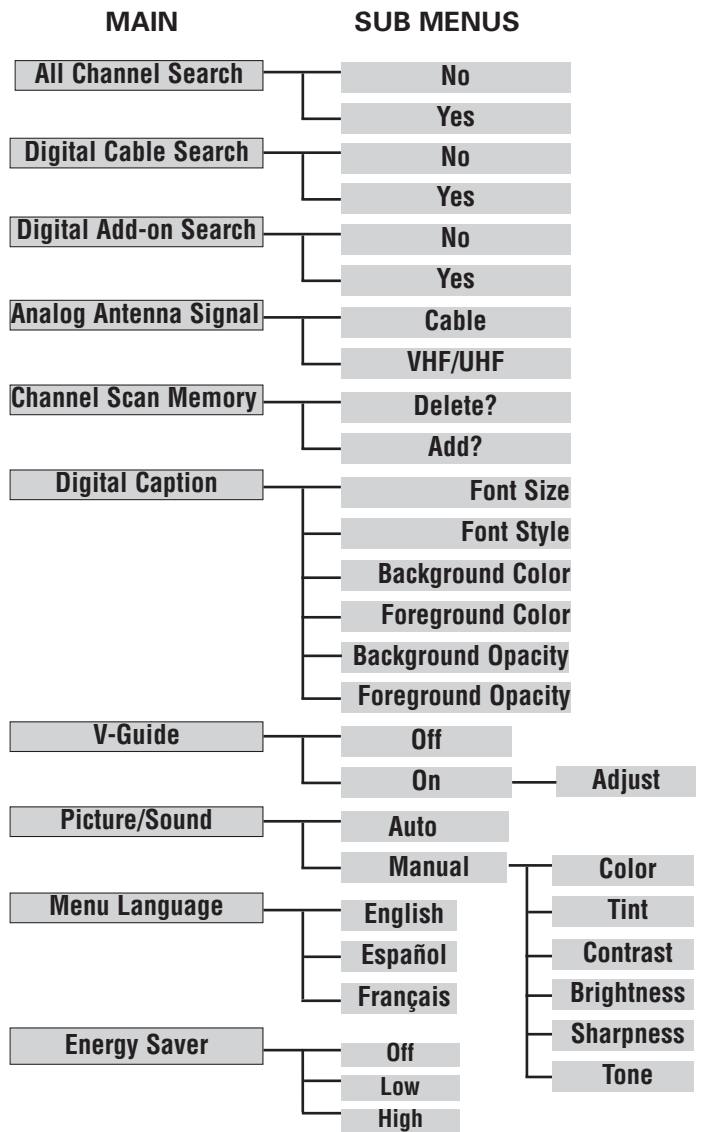 MAIN SUB MENUS
All Channel Search No
Yes
Digital Cable Search No
Yes
Digital Add-on Search No
Yes
Analog Antenna Signal Cable
VHF/UHF
Channel Scan Memory Delete?
Add?
Digital Caption Font Size
Font Style
Background Color
Foreground Color
Background Opacity
Foreground Opacity
V-Guide Off
On Adjust
Picture/Sound Auto
Manual Color
Tint
Contrast
Brightness
Sharpness
Tone
Menu Language English
Español
Français
Energy Saver Off
Low
High